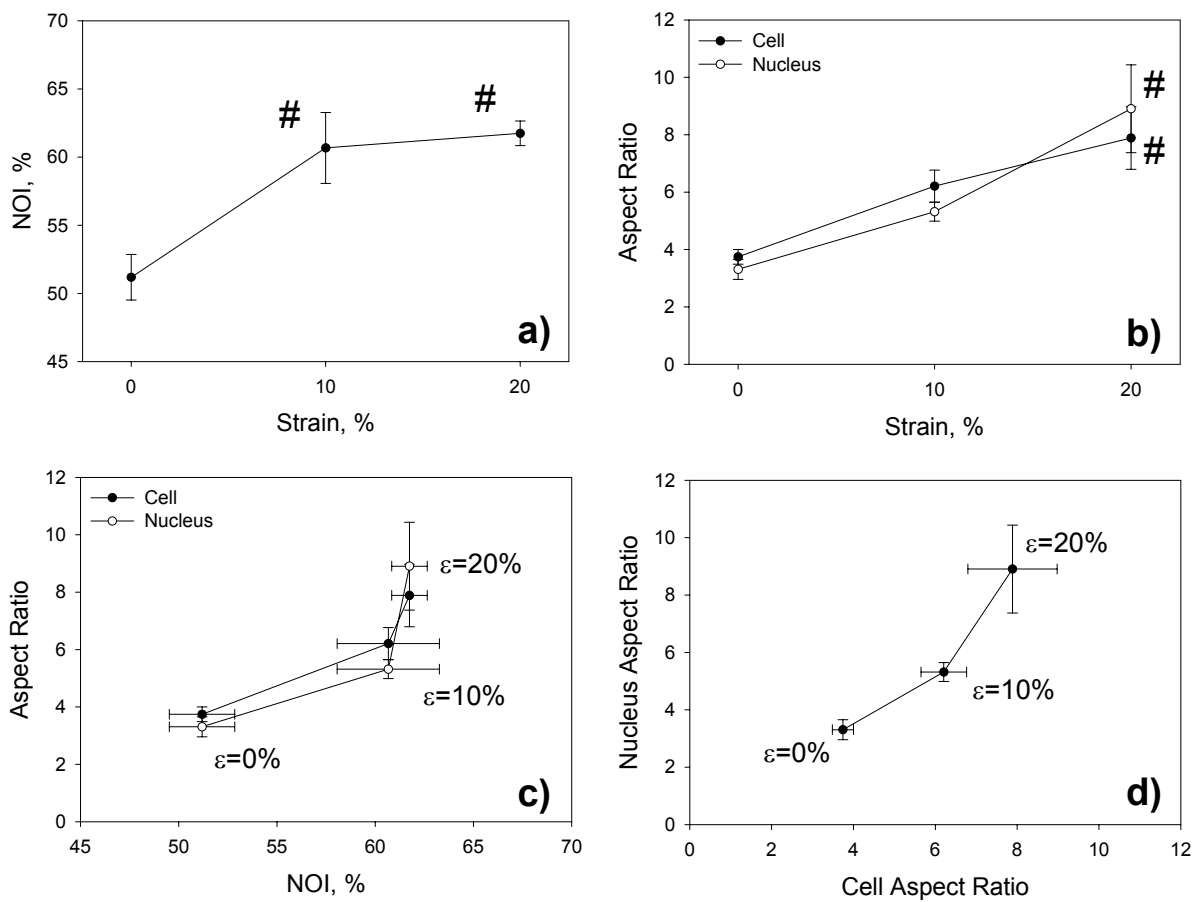 70
65
60
55
50
45
NOI, %
#
#
a)
0
10
20
Strain, %
12
10
8
6
4
2
0
Aspect Ratio
Cell
Nucleus
#
#
b)
0
10
20
Strain, %
12
10
8
6
4
2
0
Aspect Ratio
Cell
Nucleus
ε=20%
ε=10%
ε=0%
c)
45
50
55
60
65
70
NOI, %
12
10
8
6
4
2
0
Nucleus Aspect Ratio
ε=20%
ε=10%
ε=0%
d)
0
2
4
6
8
10
12
Cell Aspect Ratio